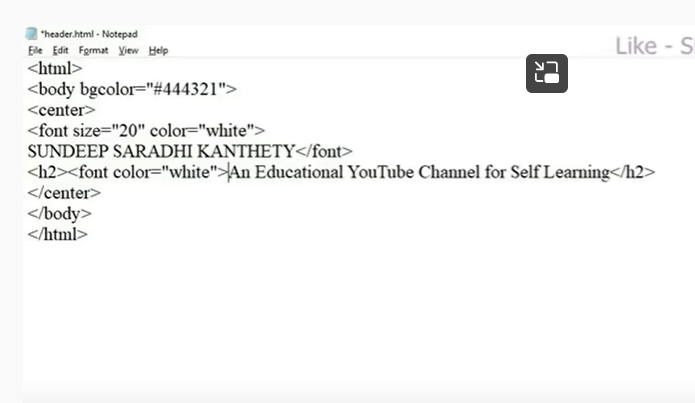 *header.html - Notepad
File Edit Format View Help
Like - S
<html>
<body bgcolor="#444321">
<center>
<font size="20" color="white">
SUNDEEP SARADHI KANTHETY</font>
<h2><font color="white">An Educational YouTube Channel for Self Learning</h2>
</center>
</body>
</html>